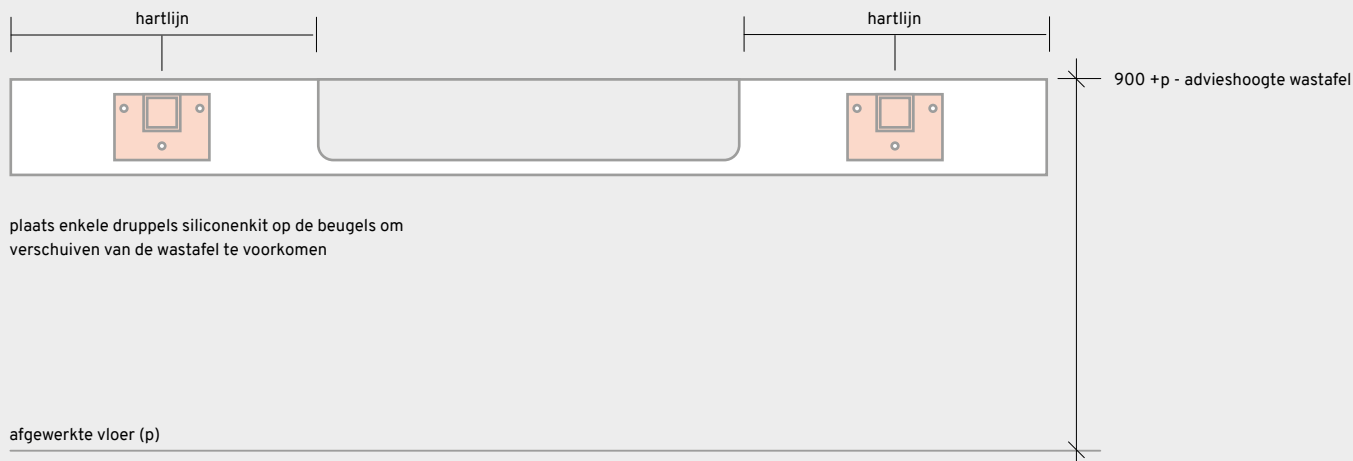 hartlijn
hartlijn
900 +p - advieshoogte wastafel
plaats enkele druppels siliconenkit op de beugels om
verschuiven van de wastafel te voorkomen
afgewerkte vloer (p)